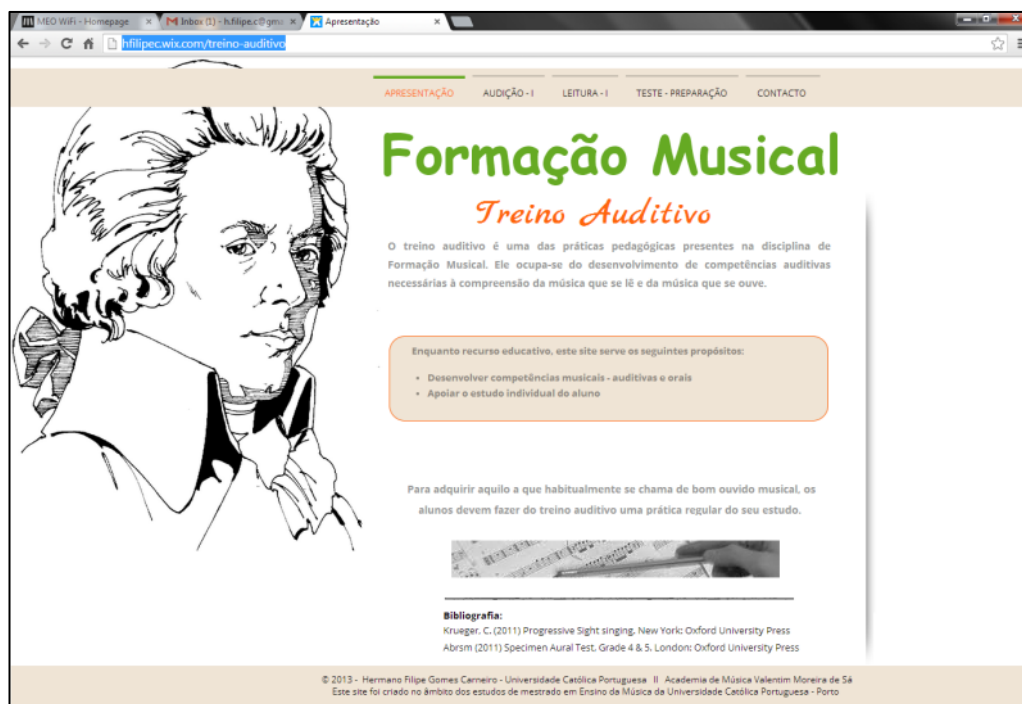 MEO WiFi - Homepage
Inbox (1) - h.filipe.c@gma
Apresentação
hfilipec.wix.com/treino-auditivo
APRESENTAÇÃO AUDIÇÃO - I LEITURA - I TESTE - PREPARAÇÃO CONTACTO
Formação Musical
Treino Auditivo
O treino auditivo é uma das práticas pedagógicas presentes na disciplina de
Formação Musical. Ele ocupa-se do desenvolvimento de competências auditivas
necessárias à compreensão da música que se lê e da música que se ouve.
Enquanto recurso educativo, este site serve os seguintes propósitos:
• Desenvolver competências musicais - auditivas e orais
• Apoiar o estudo individual do aluno
Para adquirir aquilo a que habitualmente se chama de bom ouvido musical, os
alunos devem fazer do treino auditivo uma prática regular do seu estudo.
Bibliografia:
Krueger, C. (2011) Progressive Sight singing. New York: Oxford University Press
Abrsm (2011) Specimen Aural Test. Grade 4 & 5. London: Oxford University Press
© 2013 - Hermano Filipe Gomes Carneiro - Universidade Católica Portuguesa II Academia de Música Valentim Moreira de Sá
Este site foi criado no âmbito dos estudos de mestrado em Ensino da Música da Universidade Católica Portuguesa - Porto